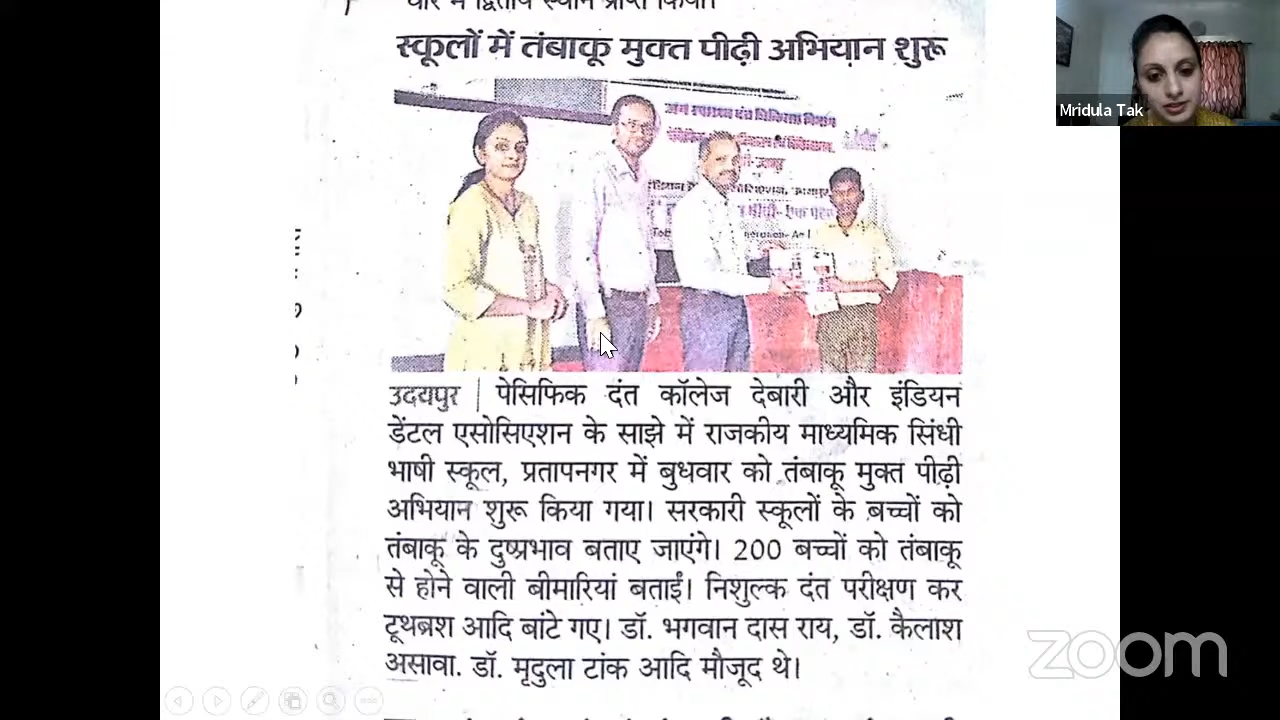 स्कूलों में तंबाकू मुक्त पीढ़ी अभियान शुरू
Mridula Tak
उदयपुर | पेसिफिक दंत कॉलेज देबारी और इंडियन
डेंटल एसोसिएशन के साझे में राजकीय माध्यमिक सिंधी
भाषी स्कूल, प्रतापनगर में बुधवार को तंबाकू मुक्त पीढ़ी
अभियान शुरू किया गया। सरकारी स्कूलों के बच्चों को
तंबाकू के दुष्प्रभाव बताए जाएंगे। 200 बच्चों को तंबाकू
से होने वाली बीमारियां बताईं। निशुल्क दंत परीक्षण कर
टूथब्रश आदि बांटे गए। डॉ. भगवान दास राय, डॉ. कैलाश
असावा. डॉ. मृदुला टांक आदि मौजूद थे।
zoom